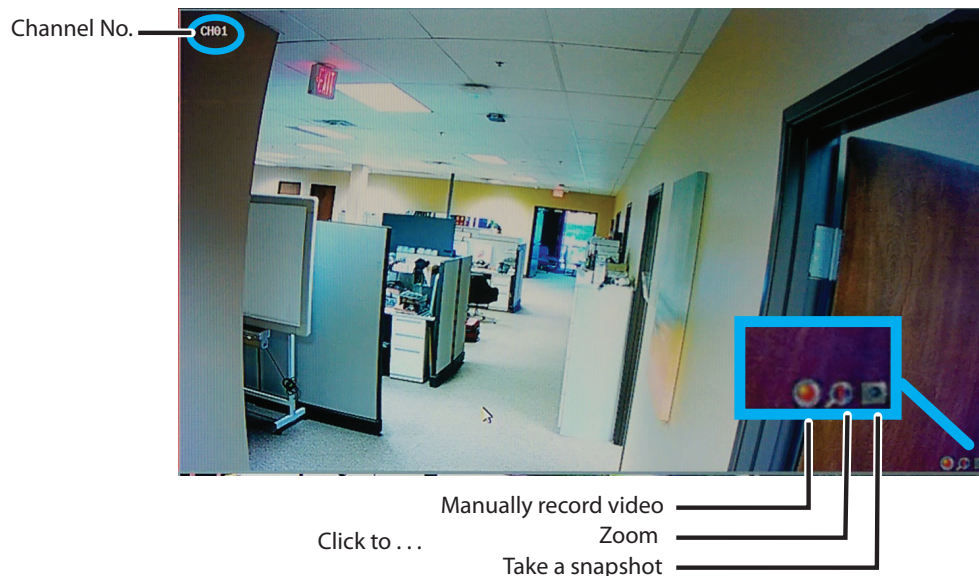 Channel No.
CH01
EXIT
Manually record video
Click to . . .
Zoom
Take a snapshot